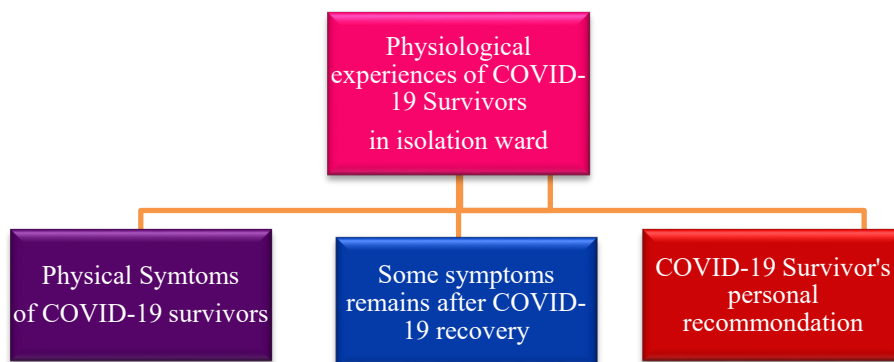 Physiological
experiences of COVID-
19 Survivors
in isolation ward
Physical Symtoms
of COVID-19 survivors
Some symptoms
remains after COVID-
19 recovery
COVID-19 Survivor's
personal
recommondation